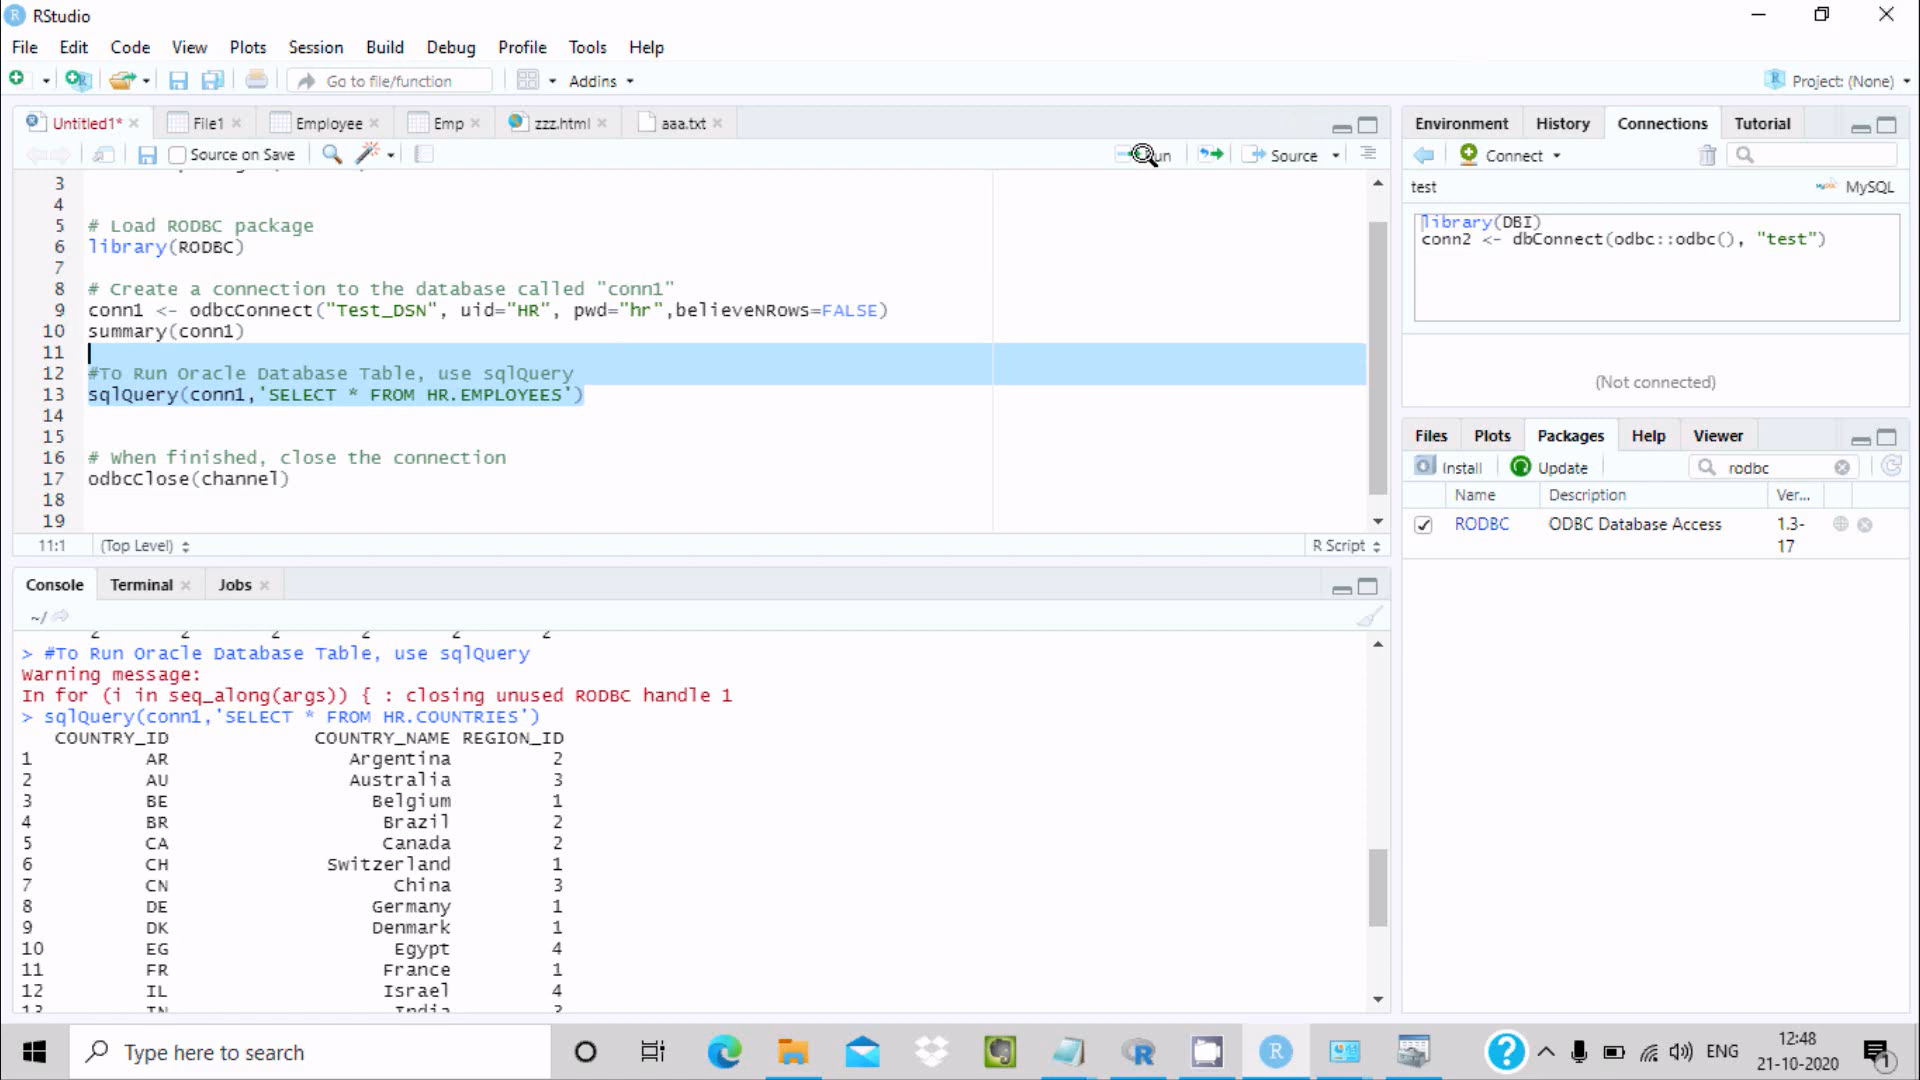 RStudio
File Edit Code View Plots Session Build Debug Profile Tools Help
Go to file/function Addins Project: (None)
Untitled1* File1 Employee Emp zzz.html aaa.txt
Source on Save Source
3
4
5 # Load RODBC package
6 library(RODBC)
7
8 # Create a connection to the database called "conn1"
9 conn1 <- odbcConnect("Test_DSN", uid="HR", pwd="hr",believeNRows=FALSE)
10 summary(conn1)
11
12 #To Run Oracle Database Table, use sqlQuery
13 sqlQuery(conn1,'SELECT * FROM HR.EMPLOYEES')
14
15
16 # When finished, close the connection
17 odbcClose(channel)
18
19
11:1 (Top Level) R Script
Console Terminal Jobs
~/
> #To Run Oracle Database Table, use sqlQuery
Warning message:
In for (i in seq_along(args)) { : closing unused RODBC handle 1
> sqlQuery(conn1,'SELECT * FROM HR.COUNTRIES')
COUNTRY_ID COUNTRY_NAME REGION_ID
1 AR Argentina 2
2 AU Australia 3
3 BE Belgium 1
4 BR Brazil 2
5 CA Canada 2
6 CH Switzerland 1
7 CN China 3
8 DE Germany 1
9 DK Denmark 1
10 EG Egypt 4
11 FR France 1
12 IL Israel 4
Environment History Connections Tutorial
Connect
test MySQL
library(DBI)
conn2 <- dbConnect(odbc::odbc(), "test")
(Not connected)
Files Plots Packages Help Viewer
Install Update rodbc
Name Description Ver...
RODBC ODBC Database Access 1.3-
17
Type here to search
ENG
12:48
21-10-2020
1